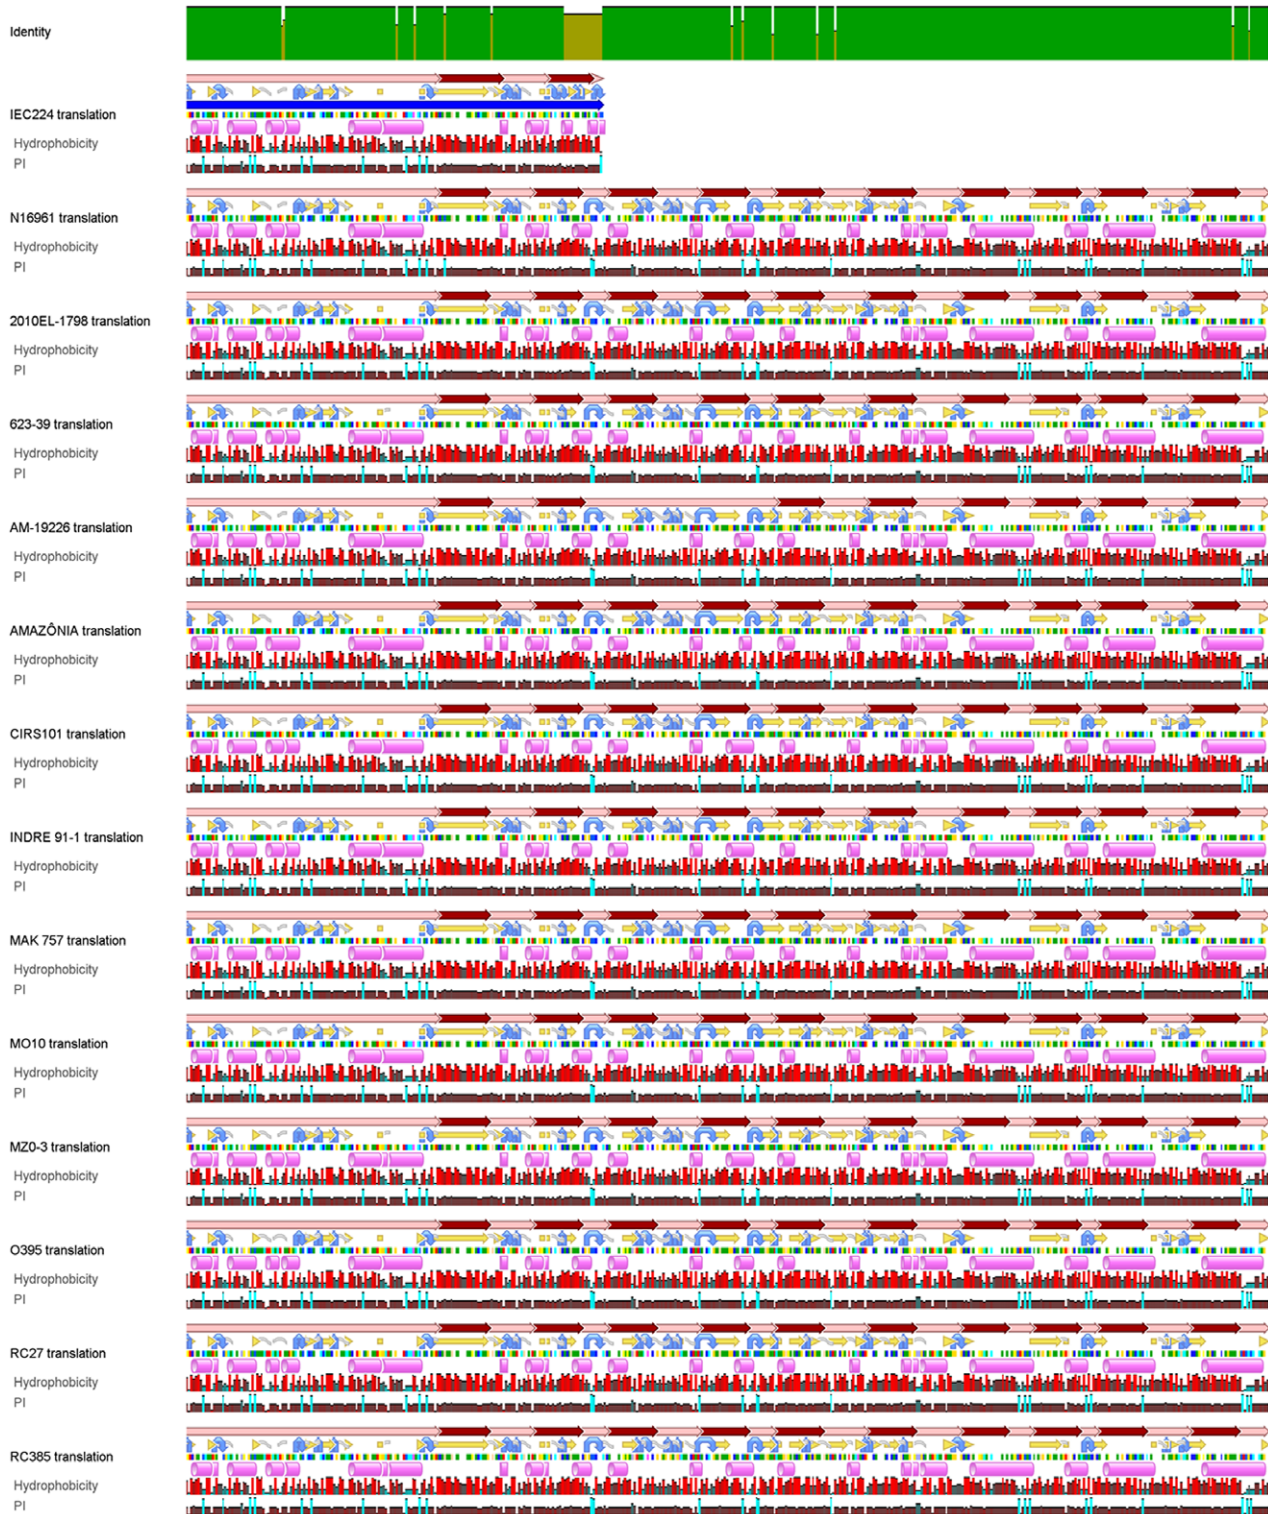 Identity
IEC224 translation
Hydrophobicity
PI
N16961 translation
Hydrophobicity
PI
2010EL-1798 translation
Hydrophobicity
PI
623-39 translation
Hydrophobicity
PI
AM-19226 translation
Hydrophobicity
PI
AMAZÔNIA translation
Hydrophobicity
PI
CIRS101 translation
Hydrophobicity
PI
INDRE 91-1 translation
Hydrophobicity
PI
MAK 757 translation
Hydrophobicity
PI
MO10 translation
Hydrophobicity
PI
MZ0-3 translation
Hydrophobicity
PI
O395 translation
Hydrophobicity
PI
RC27 translation
Hydrophobicity
PI
RC385 translation
Hydrophobicity
PI